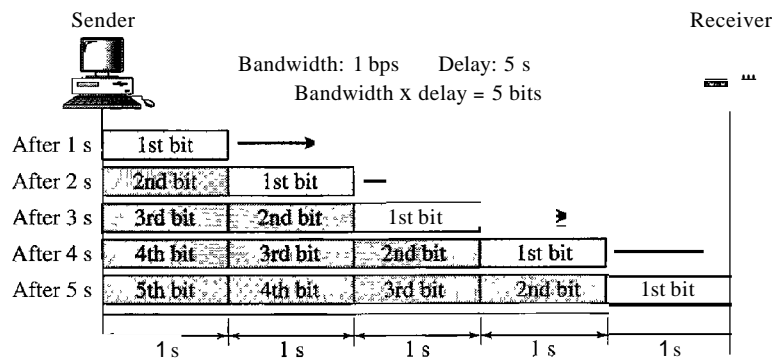 Sender
Receiver
Bandwidth: 1 bps Delay: 5 s
Bandwidth x delay = 5 bits
After 1 s 1st bit
After 2 s 2nd bit 1st bit
After 3 s 3rd bit 2nd bit 1st bit
After 4 s 4th bit 3rd bit 2nd bit 1st bit
After 5 s 5th bit 4th bit 3rd bit 2nd bit 1st bit
1 s 1 s 1 s 1 s 1 s